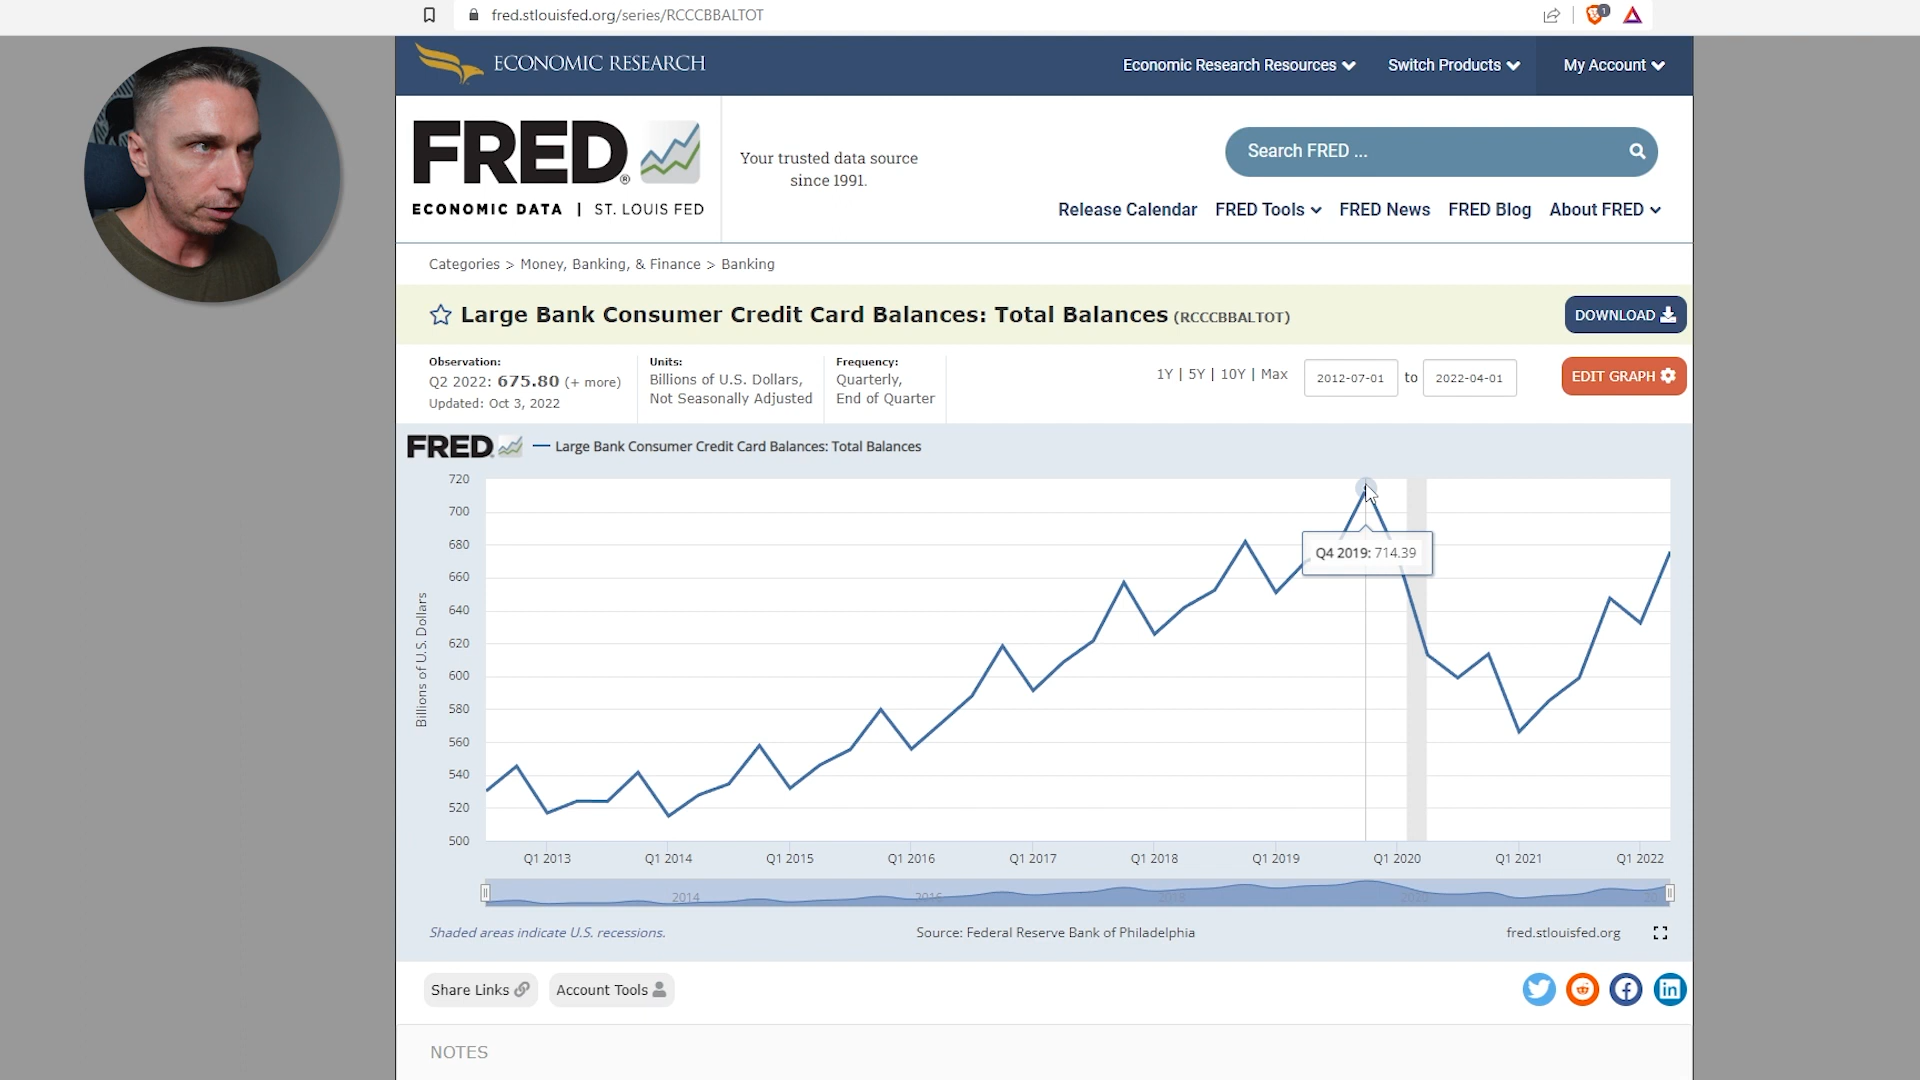 fred.stlouisfed.org/series/RCCCBBALTOT
1
ECONOMIC RESEARCH
Economic Research Resources
Switch Products
My Account
FRED®
ECONOMIC DATA | ST. LOUIS FED
Your trusted data source
since 1991.
Search FRED ...
Release Calendar
FRED Tools
FRED News
FRED Blog
About FRED
Categories > Money, Banking, & Finance > Banking
Large Bank Consumer Credit Card Balances: Total Balances (RCCCBBALTOT)
DOWNLOAD
Observation:
Q2 2022: 675.80 (+ more)
Updated: Oct 3, 2022
Units:
Billions of U.S. Dollars,
Not Seasonally Adjusted
Frequency:
Quarterly,
End of Quarter
1Y | 5Y | 10Y | Max
2012-07-01 to 2022-04-01
EDIT GRAPH
FRED
Large Bank Consumer Credit Card Balances: Total Balances
720
700
680
660
640
620
600
580
560
540
520
500
Billions of U.S. Dollars
Q4 2019: 714.39
Q1 2013
Q1 2014
Q1 2015
Q1 2016
Q1 2017
Q1 2018
Q1 2019
Q1 2020
Q1 2021
Q1 2022
2014
2016
2018
2020
20
Shaded areas indicate U.S. recessions.
Source: Federal Reserve Bank of Philadelphia
fred.stlouisfed.org
Share Links
Account Tools
in
NOTES